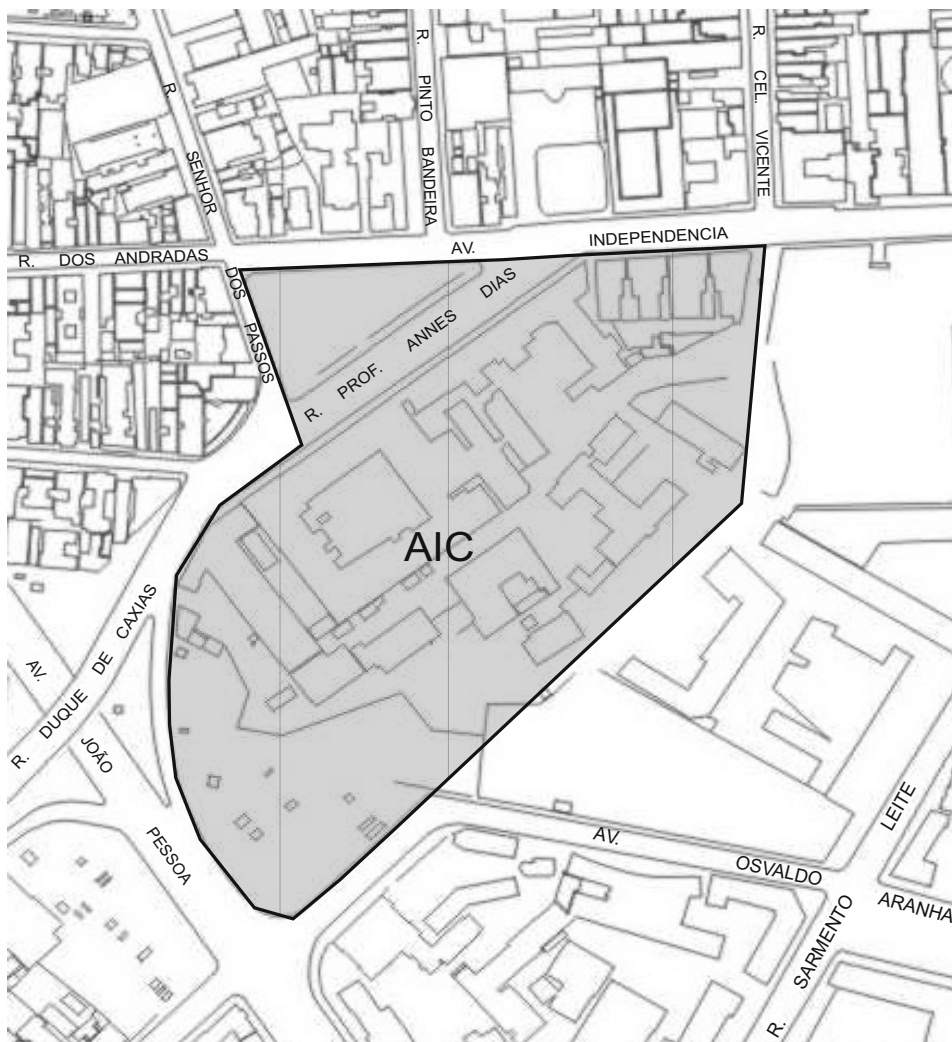 R. SENHOR DOS PASSOS
R. PINTO BANDEIRA
R. CEL. VICENTE
R. DOS ANDRADAS
AV. INDEPENDENCIA
R. PROF. ANNES DIAS
AIC
R. DUQUE DE CAXIAS
AV. JOÃO PESSOA
AV. OSVALDO ARANHA
R. SARMENTO LEITE